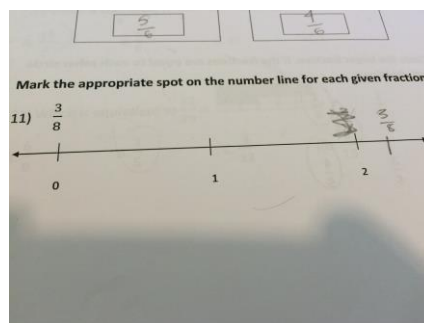 5/6 4/6
Mark the appropriate spot on the number line for each given fraction
11) 3/8
3/8
0 1 2